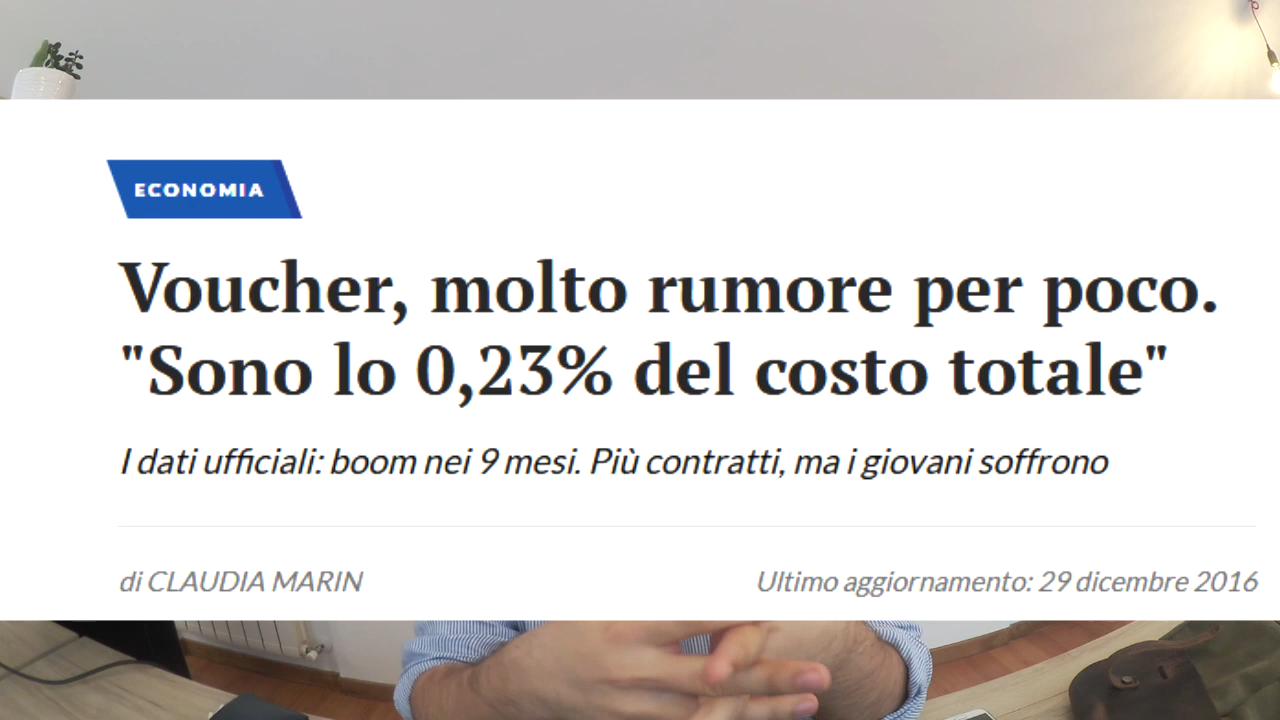 ECONOMIA
Voucher, molto rumore per poco.
"Sono lo 0,23% del costo totale"
I dati ufficiali: boom nei 9 mesi. Più contratti, ma i giovani soffrono
di CLAUDIA MARIN
Ultimo aggiornamento: 29 dicembre 2016